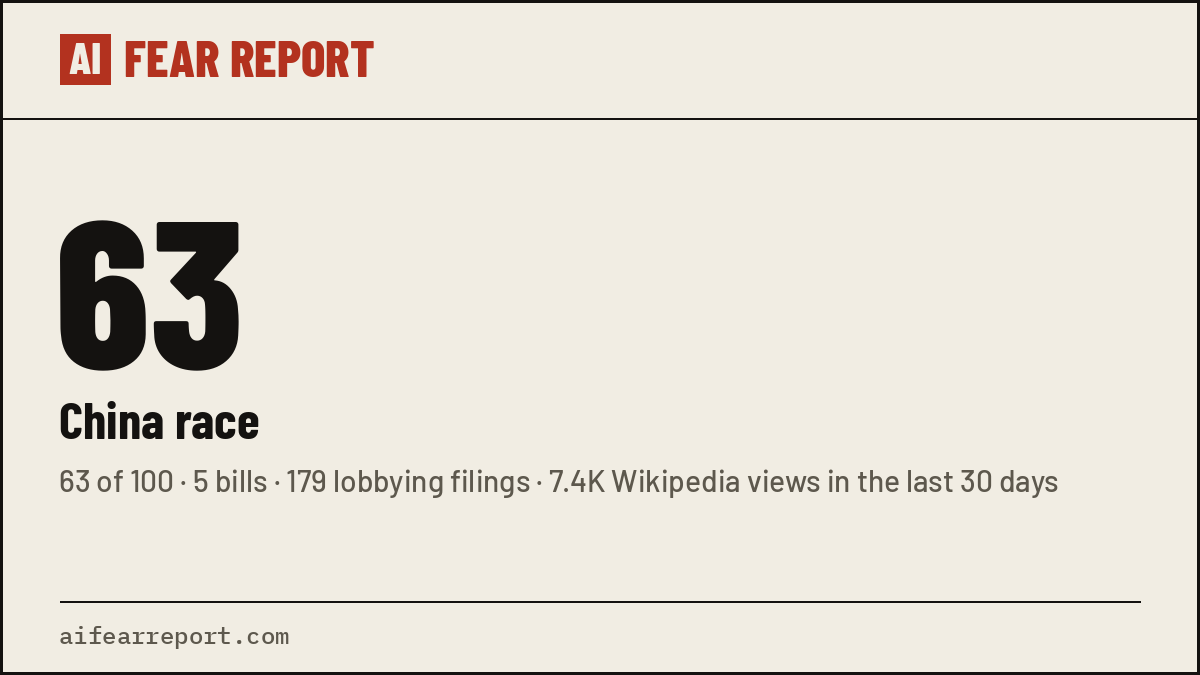 AI FEAR REPORT
63
China race
63 of 100 · 5 bills · 179 lobbying filings · 7.4K Wikipedia views in the last 30 days
aifearreport.com